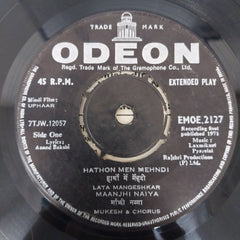 TRADE MARK
ODEON
Regd. Trade Mark of The Gramophone Co. Ltd.
45 R.P.M. EXTENDED PLAY
Hindi Film:
UPHAAR
EMOE.2127
7TJW.12057
Recording first published 1971
Side One
Lyrics:
Anand Bakshi
Music:
Laxmikant
Pyarelal
Rajshri Productions
(P) Ltd.
HATHON MEN MEHNDI
हाथों में मेंहदी
LATA MANGESHKAR
MAANJHI NAIYA
मांझी नय्या
MUKESH & CHORUS